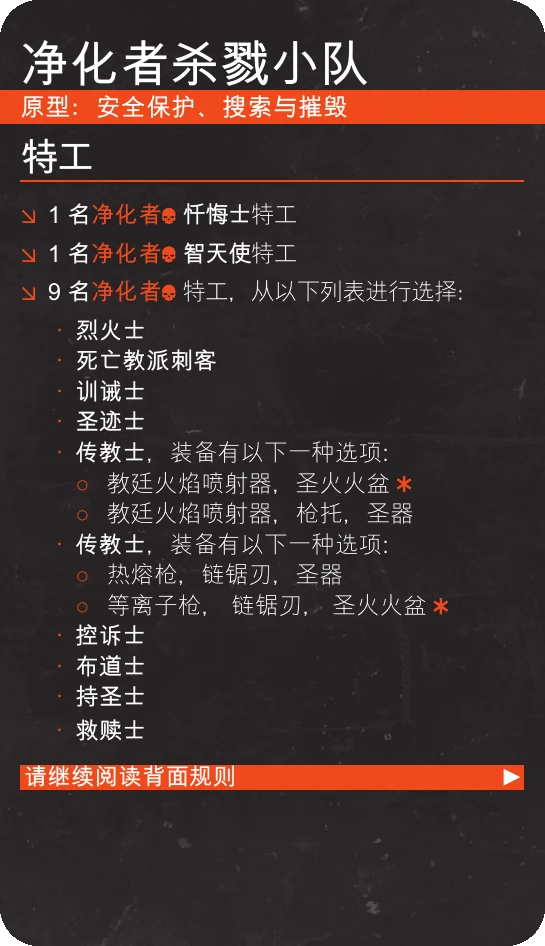 净化者杀戮小队
原型：安全保护、搜索与摧毁
特工
1 名净化者 忏悔士特工
1 名净化者 智天使特工
9 名净化者 特工，从以下列表进行选择:
· 烈火士
· 死亡教派刺客
· 训诫士
· 圣迹士
· 传教士，装备有以下一种选项:
○ 教廷火焰喷射器，圣火火盆 *
○ 教廷火焰喷射器，枪托，圣器
· 传教士，装备有以下一种选项:
○ 热熔枪，链锯刃，圣器
○ 等离子枪， 链锯刃， 圣火火盆 *
· 控诉士
· 布道士
· 持圣士
· 救赎士
请继续阅读背面规则